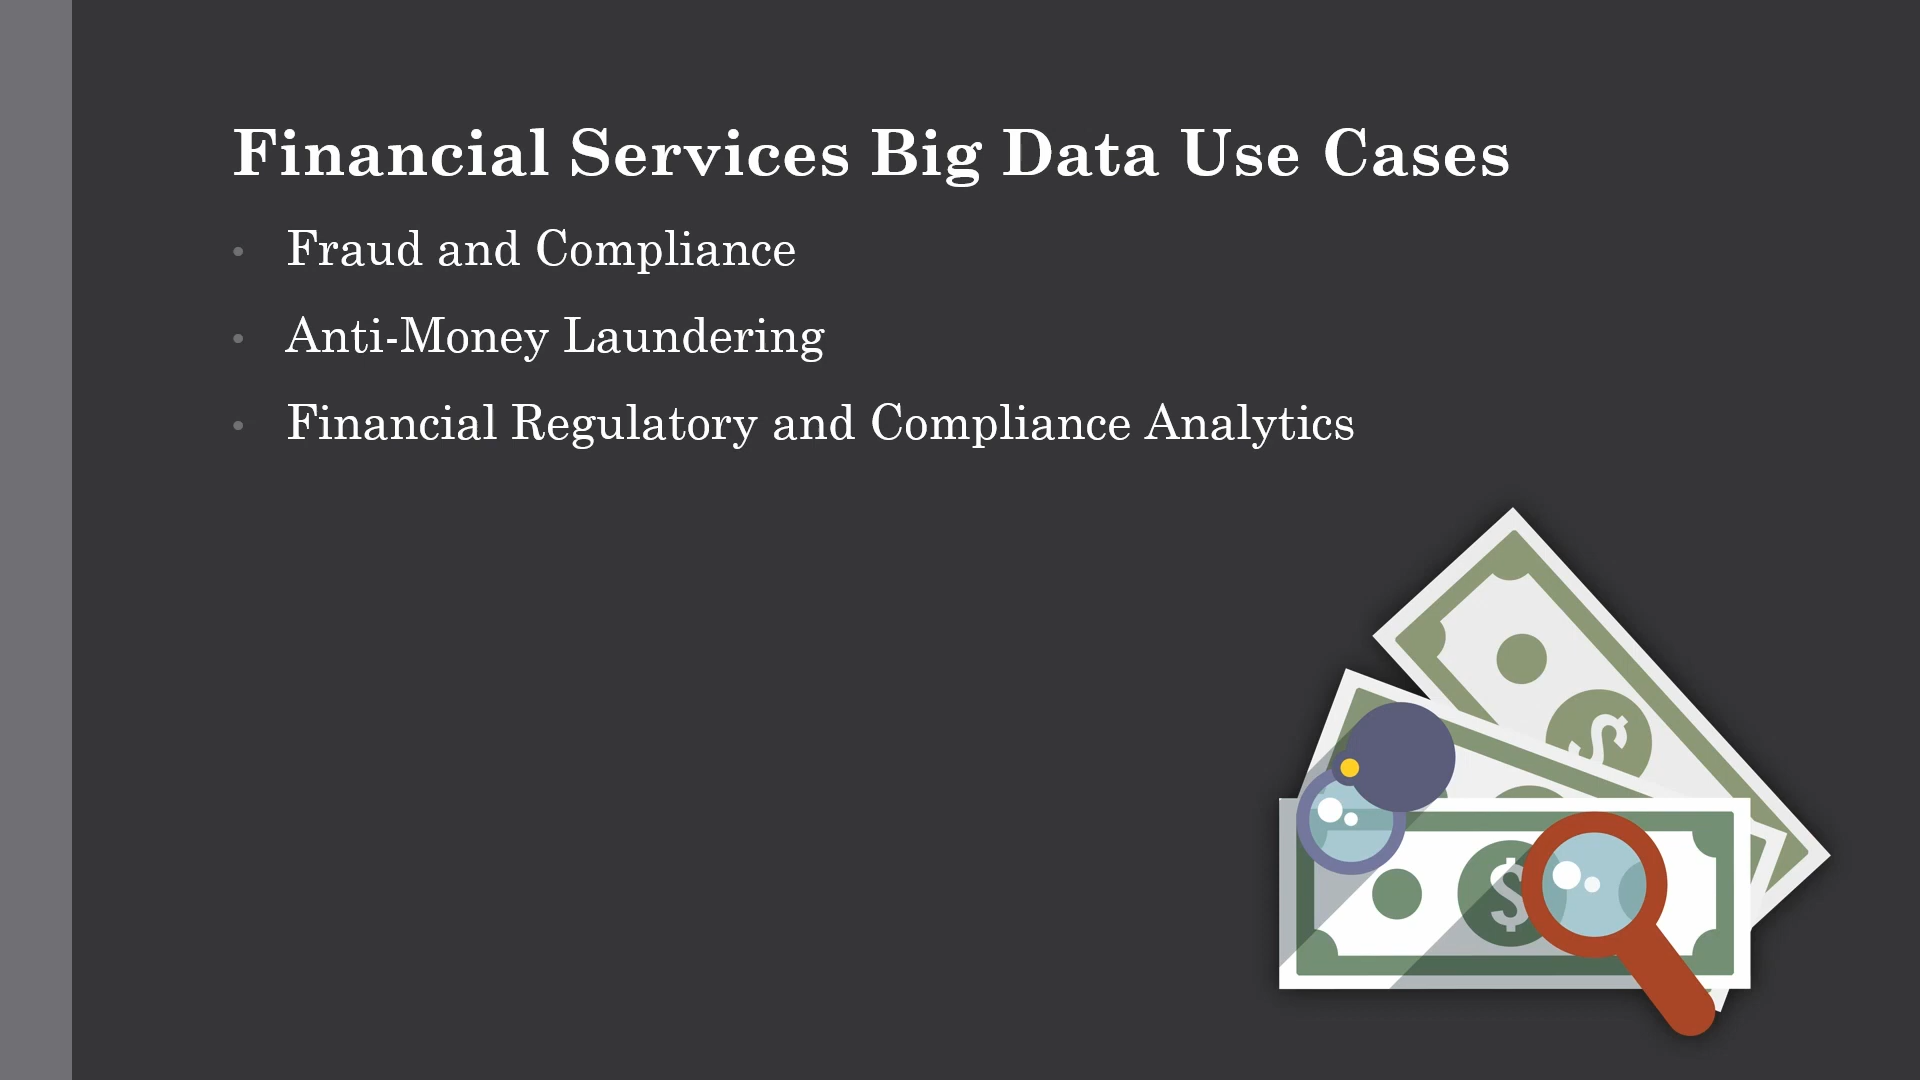 Financial Services Big Data Use Cases
• Fraud and Compliance
• Anti-Money Laundering
• Financial Regulatory and Compliance Analytics
$
$